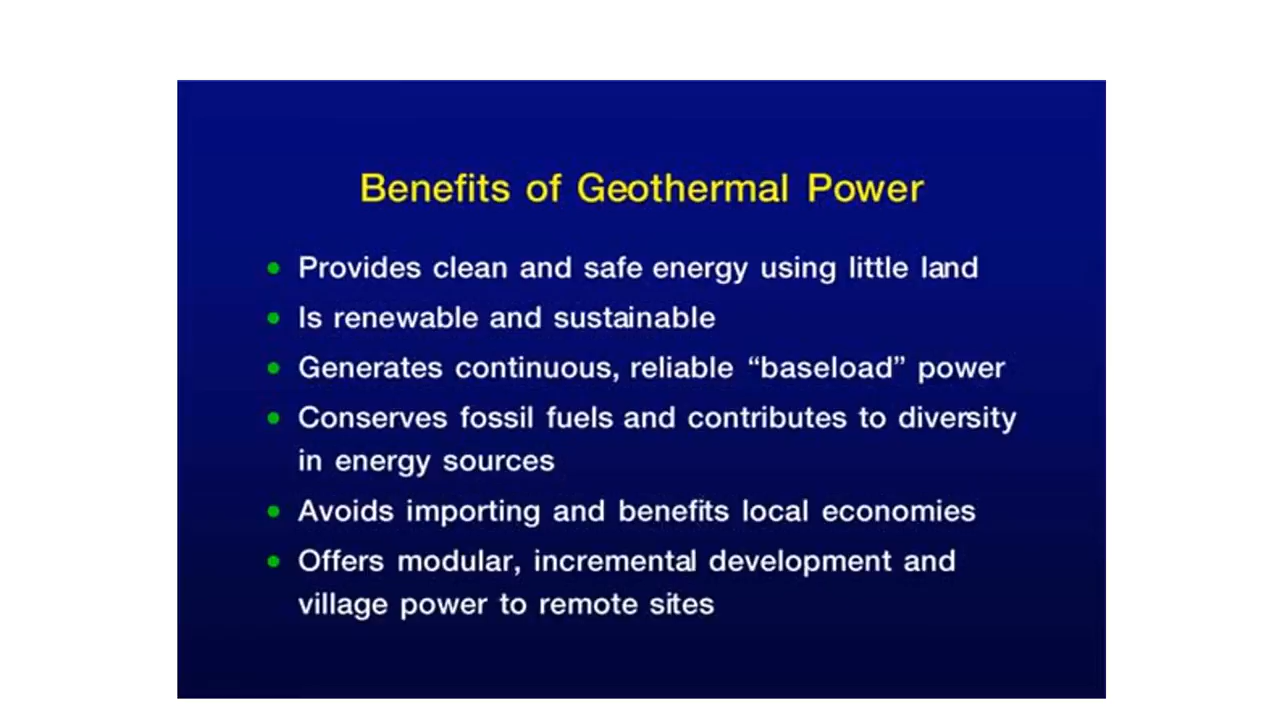 Benefits of Geothermal Power
• Provides clean and safe energy using little land
• Is renewable and sustainable
• Generates continuous, reliable “baseload” power
• Conserves fossil fuels and contributes to diversity
in energy sources
• Avoids importing and benefits local economies
• Offers modular, incremental development and
village power to remote sites